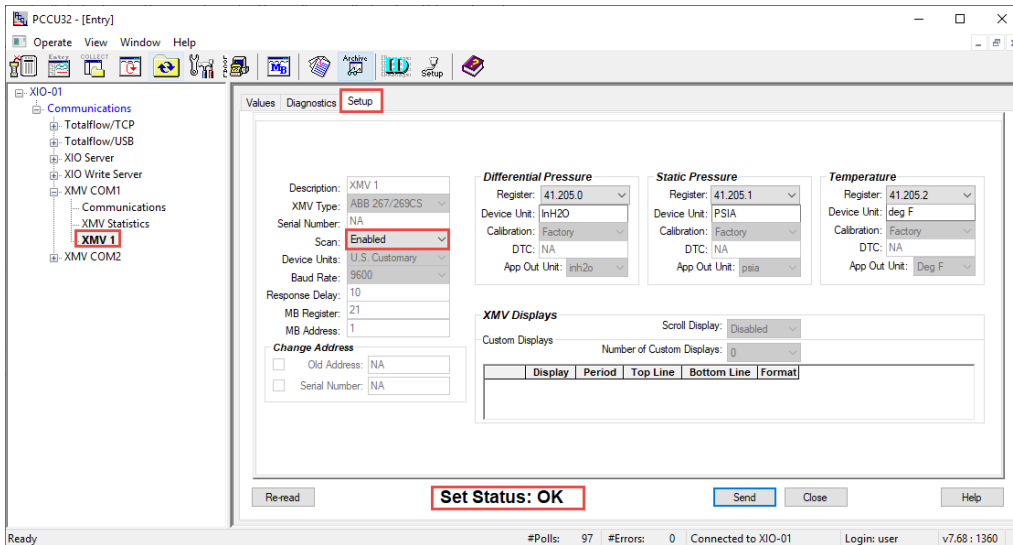 PCCU32 - [Entry]
Operate View Window Help
Entry COLLECT MB Archive ID Setup
XIO-01
Communications
Totalflow/TCP
Totalflow/USB
XIO Server
XIO Write Server
XMV COM1
Communications
XMV Statistics
XMV 1
XMV COM2
Values Diagnostics Setup
Description: XMV 1
XMV Type: ABB 267/269CS
Serial Number: NA
Scan: Enabled
Device Units: U.S. Customary
Baud Rate: 9600
Response Delay: 10
MB Register: 21
MB Address: 1
Change Address
Old Address: NA
Serial Number: NA
Differential Pressure
Register: 41.205.0
Device Unit: InH2O
Calibration: Factory
DTC: NA
App Out Unit: inh2o
Static Pressure
Register: 41.205.1
Device Unit: PSIA
Calibration: Factory
DTC: NA
App Out Unit: psia
Temperature
Register: 41.205.2
Device Unit: deg F
Calibration: Factory
DTC: NA
App Out Unit: Deg F
XMV Displays
Scroll Display: Disabled
Custom Displays
Number of Custom Displays: 0
Display Period Top Line Bottom Line Format
Re-read Set Status: OK Send Close Help
Ready #Polls: 97 #Errors: 0 Connected to XIO-01 Login: user v7.68 : 1360